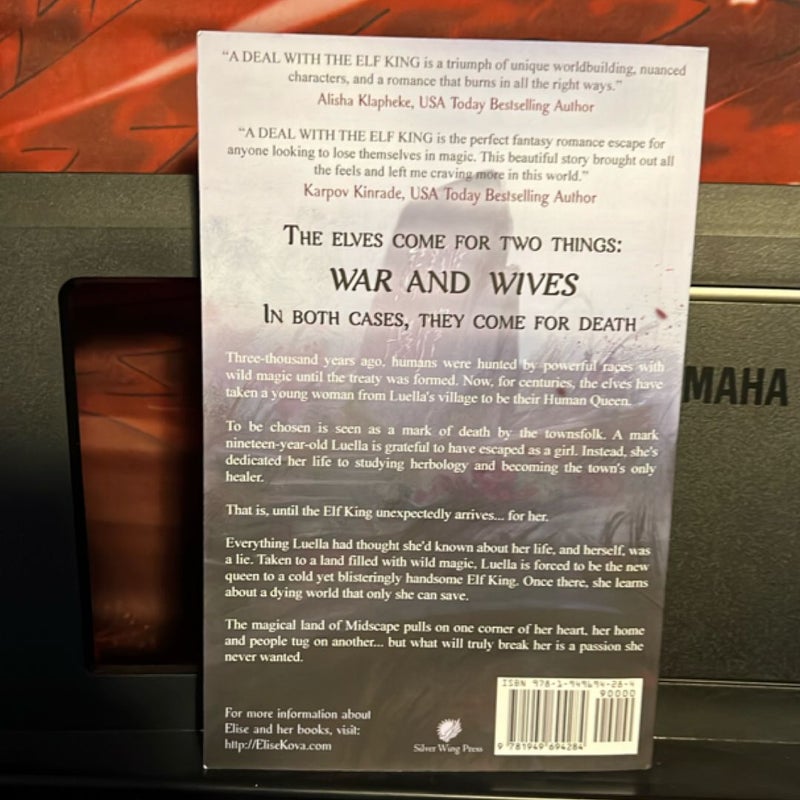 "A DEAL WITH THE ELF KING is a triumph of unique worldbuilding, nuanced
characters, and a romance that burns in all the right ways."
Alisha Klapheke, USA Today Bestselling Author
"A DEAL WITH THE ELF KING is the perfect fantasy romance escape for
anyone looking to lose themselves in magic. This beautiful story brought out all
the feels and left me craving more in this world."
Karpov Kinrade, USA Today Bestselling Author
THE ELVES COME FOR TWO THINGS:
WAR AND WIVES
IN BOTH CASES, THEY COME FOR DEATH
Three-thousand years ago, humans were hunted by powerful races with
wild magic until the treaty was formed. Now, for centuries, the elves have
taken a young woman from Luella's village to be their Human Queen.
To be chosen is seen as a mark of death by the townsfolk. A mark
nineteen-year-old Luella is grateful to have escaped as a girl. Instead, she's
dedicated her life to studying herbology and becoming the town's only
healer.
That is, until the Elf King unexpectedly arrives... for her.
Everything Luella had thought she'd known about her life, and herself, was
a lie. Taken to a land filled with wild magic, Luella is forced to be the new
queen to a cold yet blisteringly handsome Elf King. Once there, she learns
about a dying world that only she can save.
The magical land of Midscape pulls on one corner of her heart, her home
and people tug on another... but what will truly break her is a passion she
never wanted.
For more information about
Elise and her books, visit:
http://EliseKova.com
Silver Wing Press
ISBN 978-1-949694-28-4
90000
9 781949 694284
MAHA